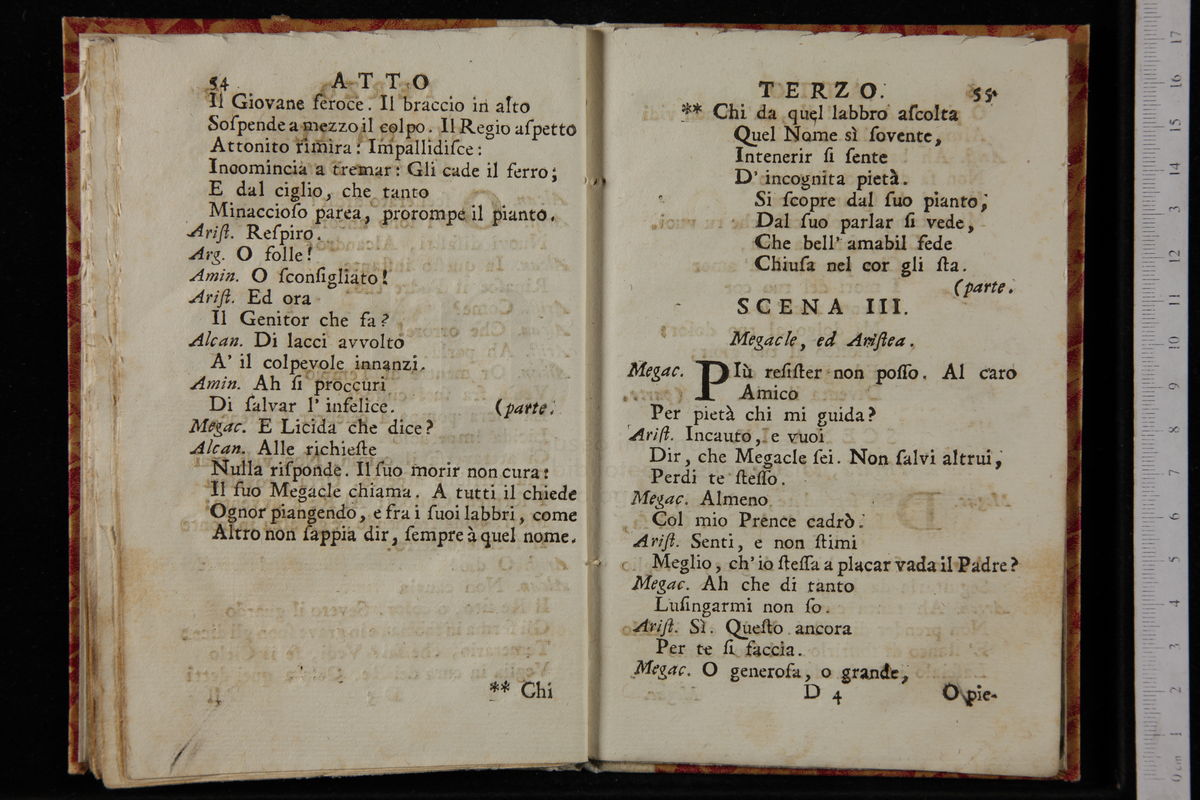 54 ATTO
Il Giovane feroce. Il braccio in alto
Soſpende a mezzo il colpo. Il Regio aſpetto
Attonito rimira: Impallidiſce:
Incomincia a tremar: Gli cade il ferro;
E dal ciglio, che tanto
Minaccioſo parea, prorompe il pianto.
Ariſt. Reſpiro.
Arg. O folle!
Amin. O ſconſigliato!
Ariſt. Ed ora
Il Genitor che fa?
Alcan. Di lacci avvolto
A' il colpevole innanzi.
Amin. Ah ſi proccuri
Di ſalvar l' infelice. (parte.
Megac. E Licida che dice?
Alcan. Alle richieſte
Nulla riſponde. Il ſuo morir non cura:
Il ſuo Megacle chiama. A tutti il chiede
Ognor piangendo, e fra i ſuoi labbri, come
Altro non ſappia dir, ſempre à quel nome.
** Chi
TERZO. 55
** Chi da quel labbro aſcolta
Quel Nome sì ſovente,
Intenerir ſi ſente
D' incognita pietà.
Si ſcopre dal ſuo pianto,
Dal ſuo parlar ſi vede,
Che bell' amabil fede
Chiuſa nel cor gli ſta.
(parte.
SCENA III.
Megacle, ed Ariſtea.
Megac. PIù reſiſter non poſſo. Al caro
Amico
Per pietà chi mi guida?
Ariſt. Incauto, e vuoi
Dir, che Megacle ſei. Non ſalvi altrui,
Perdi te ſteſſo.
Megac. Almeno
Col mio Prence cadrò.
Ariſt. Senti, e non ſtimi
Meglio, ch' io ſteſſa a placar vada il Padre?
Megac. Ah che di tanto
Luſingarmi non ſo.
Ariſt. Sì. Queſto ancora
Per te ſi faccia.
Megac. O generoſa, o grande,
D 4 O pie-